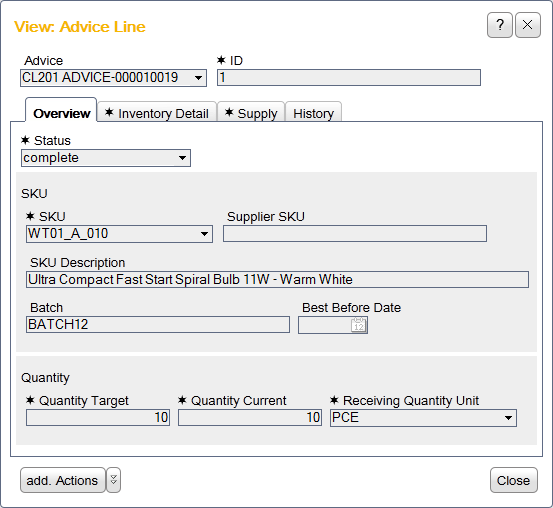 View: Advice Line
?
Advice ✶ ID
CL201 ADVICE-000010019 1
Overview ✶ Inventory Detail ✶ Supply History
✶ Status
complete
SKU
✶ SKU Supplier SKU
WT01_A_010
SKU Description
Ultra Compact Fast Start Spiral Bulb 11W - Warm White
Batch Best Before Date
BATCH12 12
Quantity
✶ Quantity Target ✶ Quantity Current ✶ Receiving Quantity Unit
10 10 PCE
add. Actions Close